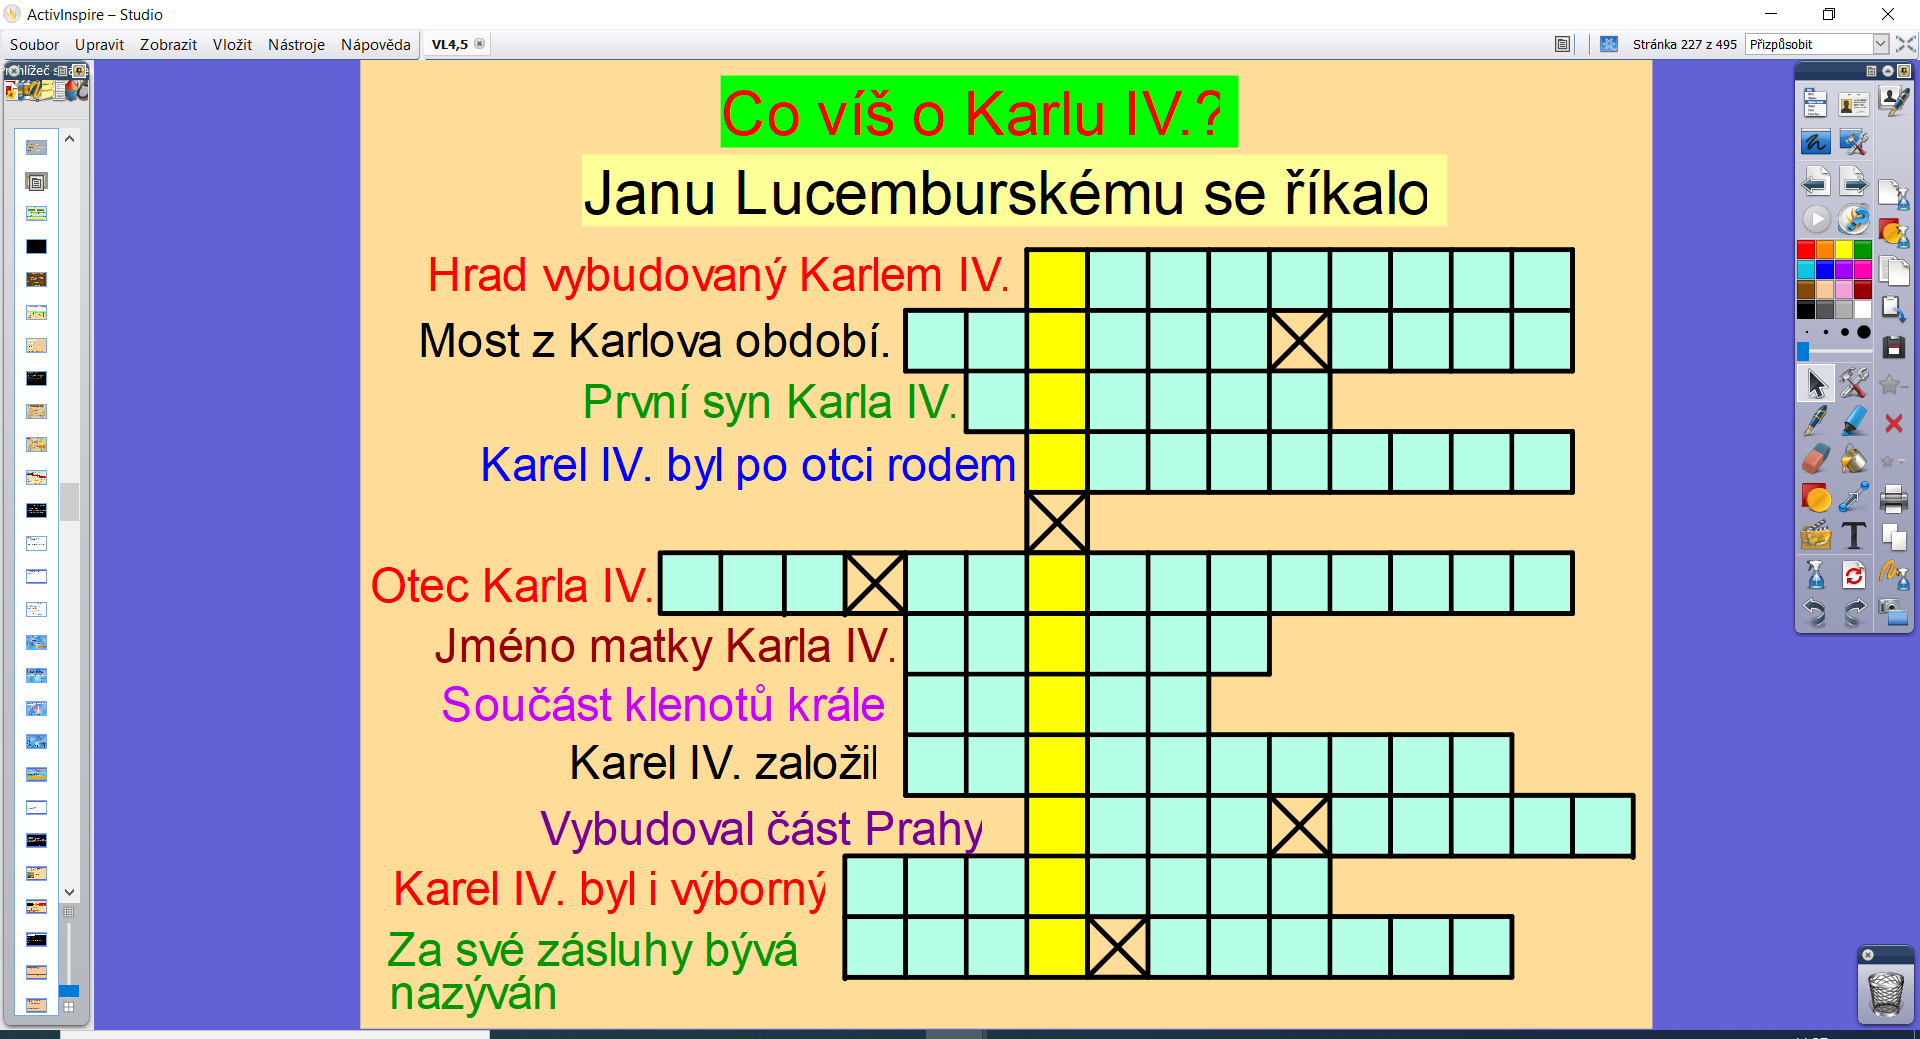 ActivInspire – Studio
Soubor Upravit Zobrazit Vložit Nástroje Nápověda VL4,5 Stránka 227 z 495 Přizpůsobit
Co víš o Karlu IV.?
Janu Lucemburskému se říkalo
Hrad vybudovaný Karlem IV.
Most z Karlova období.
První syn Karla IV.
Karel IV. byl po otci rodem
Otec Karla IV.
Jméno matky Karla IV.
Součást klenotů krále
Karel IV. založil
Vybudoval část Prahy
Karel IV. byl i výborný
Za své zásluhy bývá
nazýván